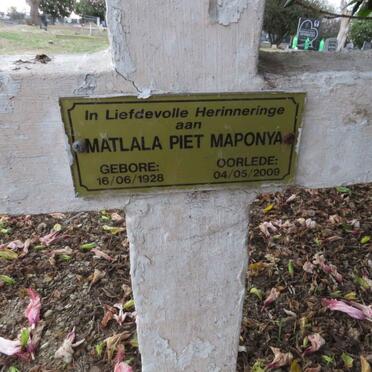 In Liefdevolle Herinneringe
aan
MATLALA PIET MAPONYA
GEBORE: OORLEDE:
16/06/1928 04/05/2009